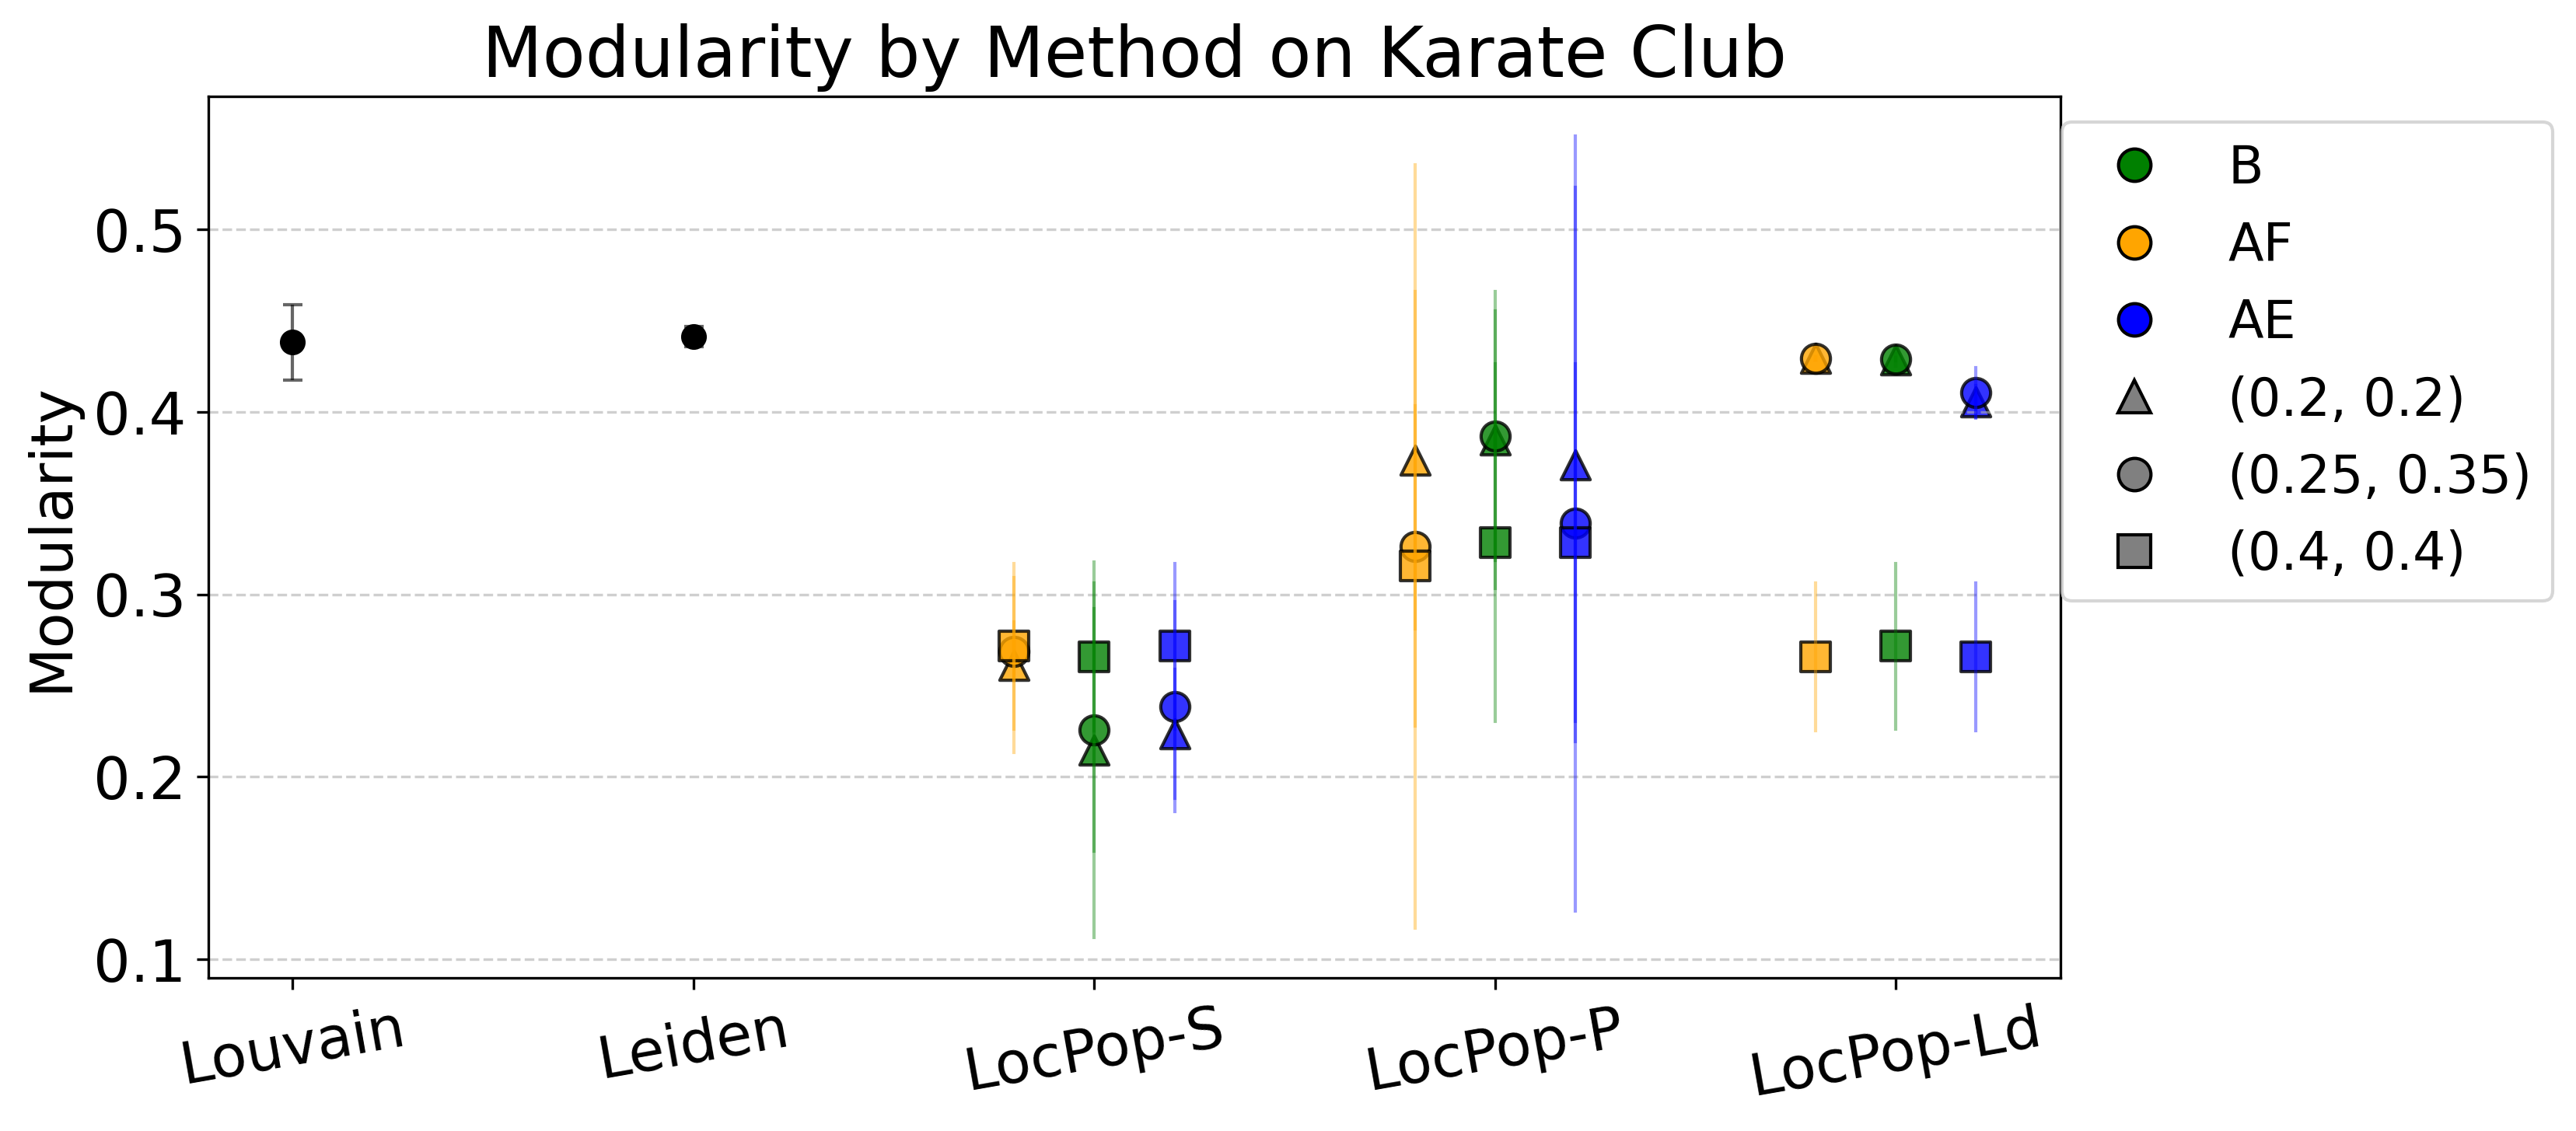 Modularity by Method on Karate Club
Modularity
0.5
0.4
0.3
0.2
0.1
Louvain
Leiden
LocPop-S
LocPop-P
LocPop-Ld
B
AF
AE
(0.2, 0.2)
(0.25, 0.35)
(0.4, 0.4)